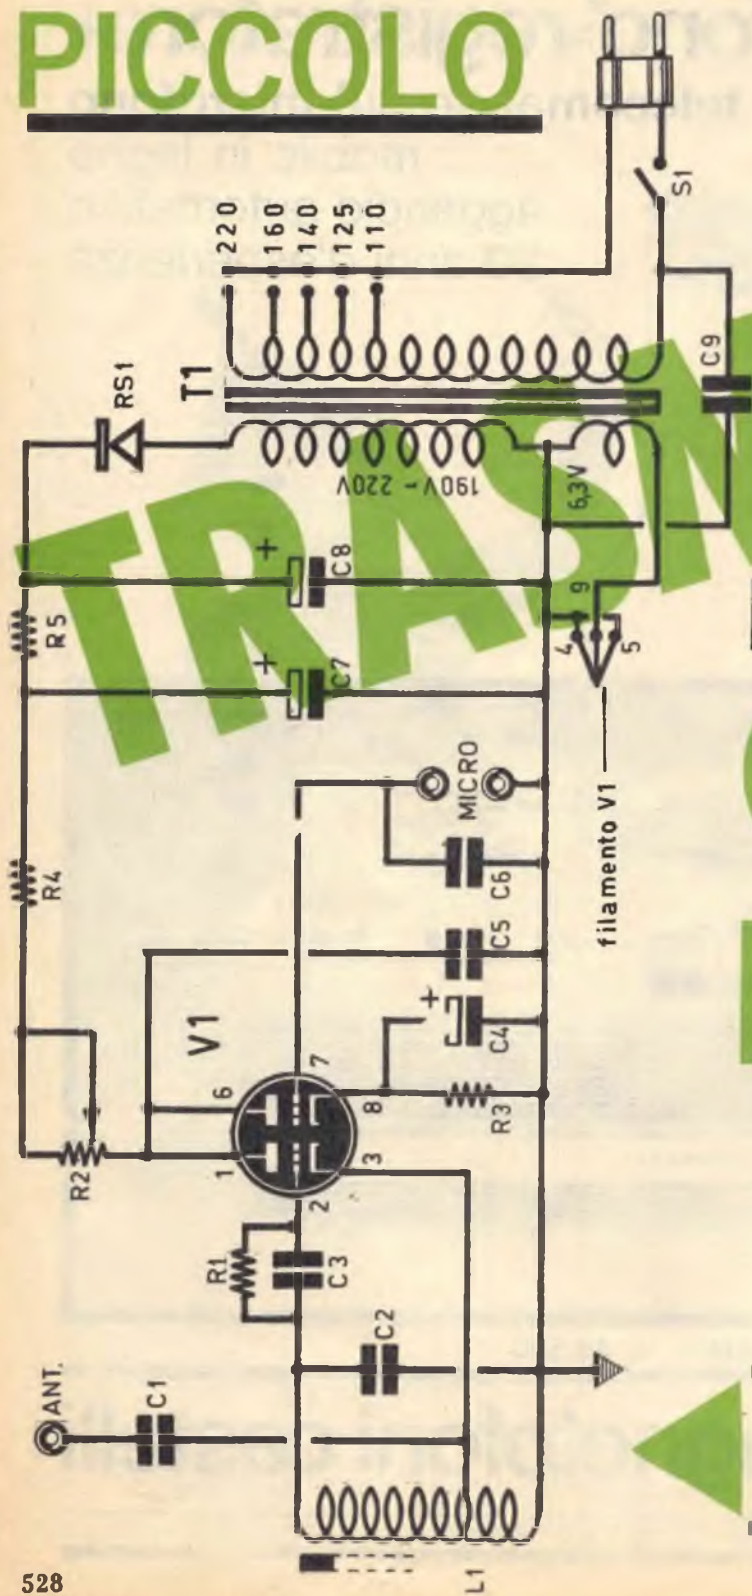 PICCOLO
TRASM
220
160
140
125
110
S1
T1
RS1
190V - 220V
6,3V
C9
R5
+
C8
+
C7
9
4
5
filamento V1
R4
MICRO
C6
C5
+
C4
V1
6
7
1
8
R2
R3
2
3
R1
C3
C2
ANT.
C1
L1
528